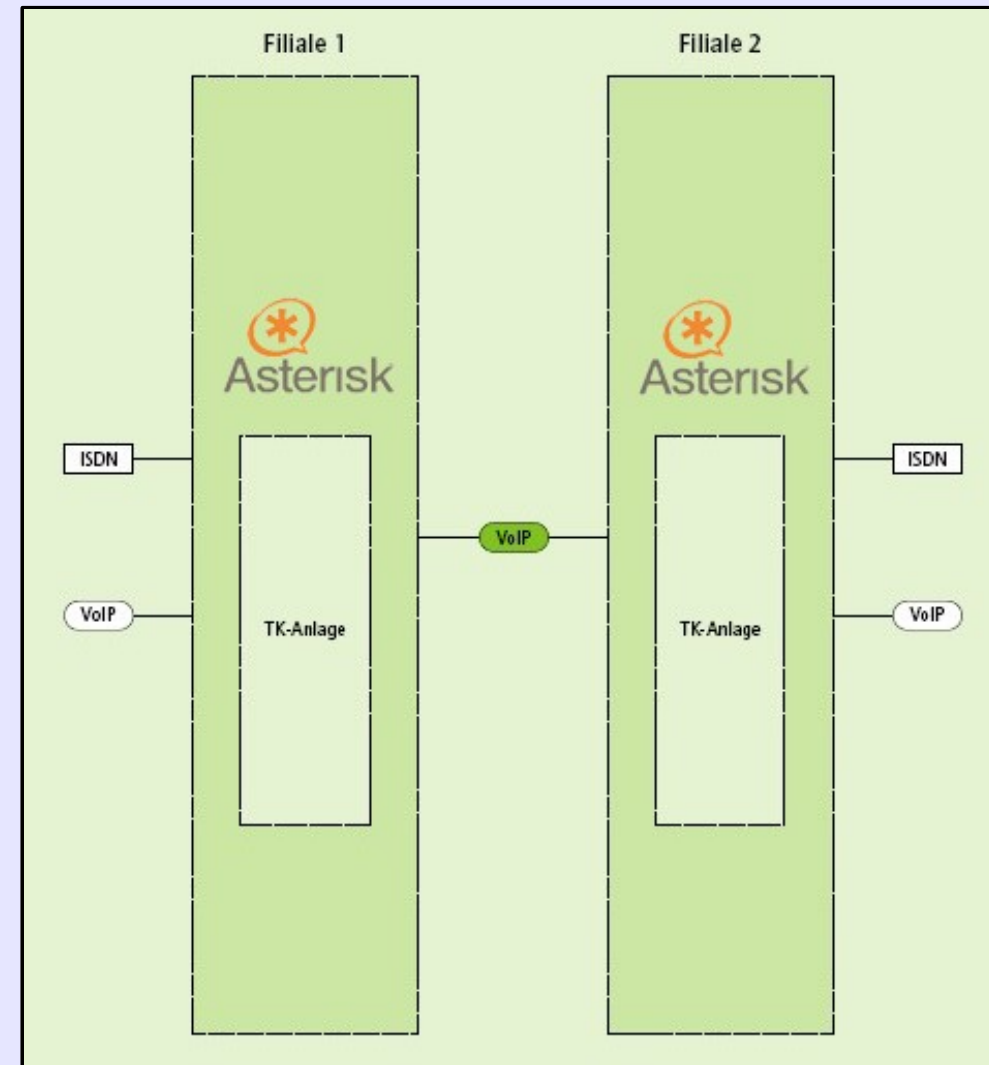 Filiale 1
Filiale 2
Asterisk
Asterisk
ISDN
ISDN
VoIP
VoIP
VoIP
TK-Anlage
TK-Anlage